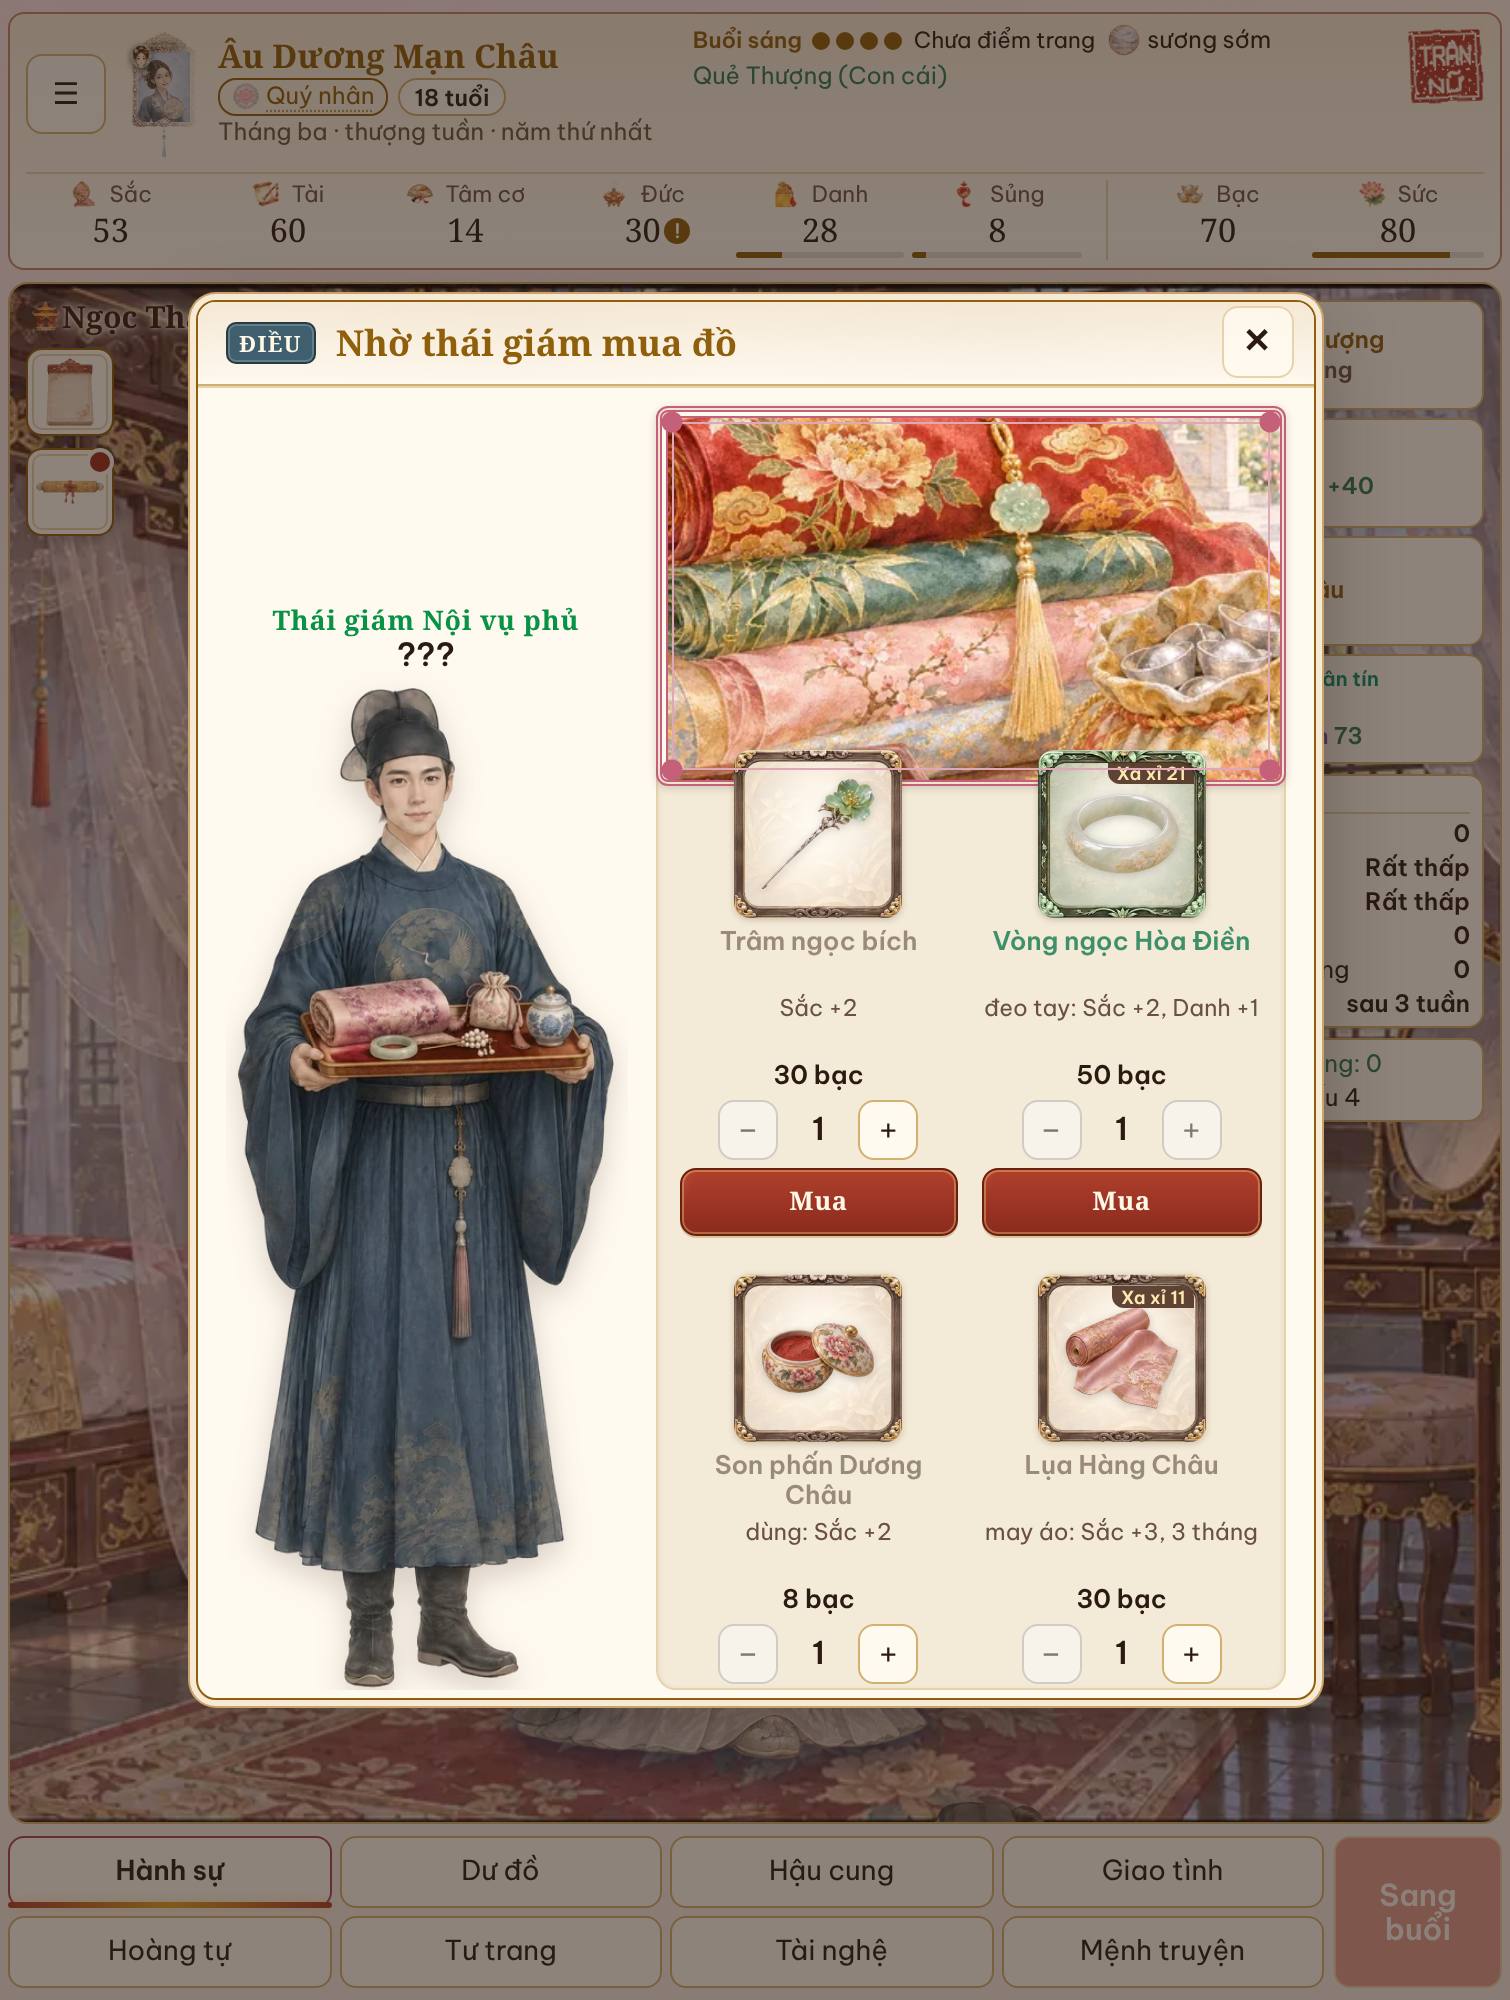 Âu Dương Mạn Châu
Quý nhân
18 tuổi
Tháng ba · thượng tuần · năm thứ nhất
Buổi sáng
Chưa điểm trang
sương sớm
Quẻ Thượng (Con cái)
TRÂN
NỮ
Sắc
53
Tài
60
Tâm cơ
14
Đức
30
!
Danh
28
Sủng
8
Bạc
70
Sức
80
Ngọc
ĐIỀU
Nhờ thái giám mua đồ
Thái giám Nội vụ phủ
???
Trâm ngọc bích
Sắc +2
30 bạc
− 1 +
Mua
Xa xỉ 21
Vòng ngọc Hòa Điền
đeo tay: Sắc +2, Danh +1
50 bạc
− 1 +
Mua
Son phấn Dương
Châu
dùng: Sắc +2
8 bạc
− 1 +
Xa xỉ 11
Lụa Hàng Châu
may áo: Sắc +3, 3 tháng
30 bạc
− 1 +
+40
73
0
Rất thấp
Rất thấp
0
0
sau 3 tuần
0
4
Hành sự
Dư đồ
Hậu cung
Giao tình
Hoàng tự
Tư trang
Tài nghệ
Mệnh truyện
Sang
buổi